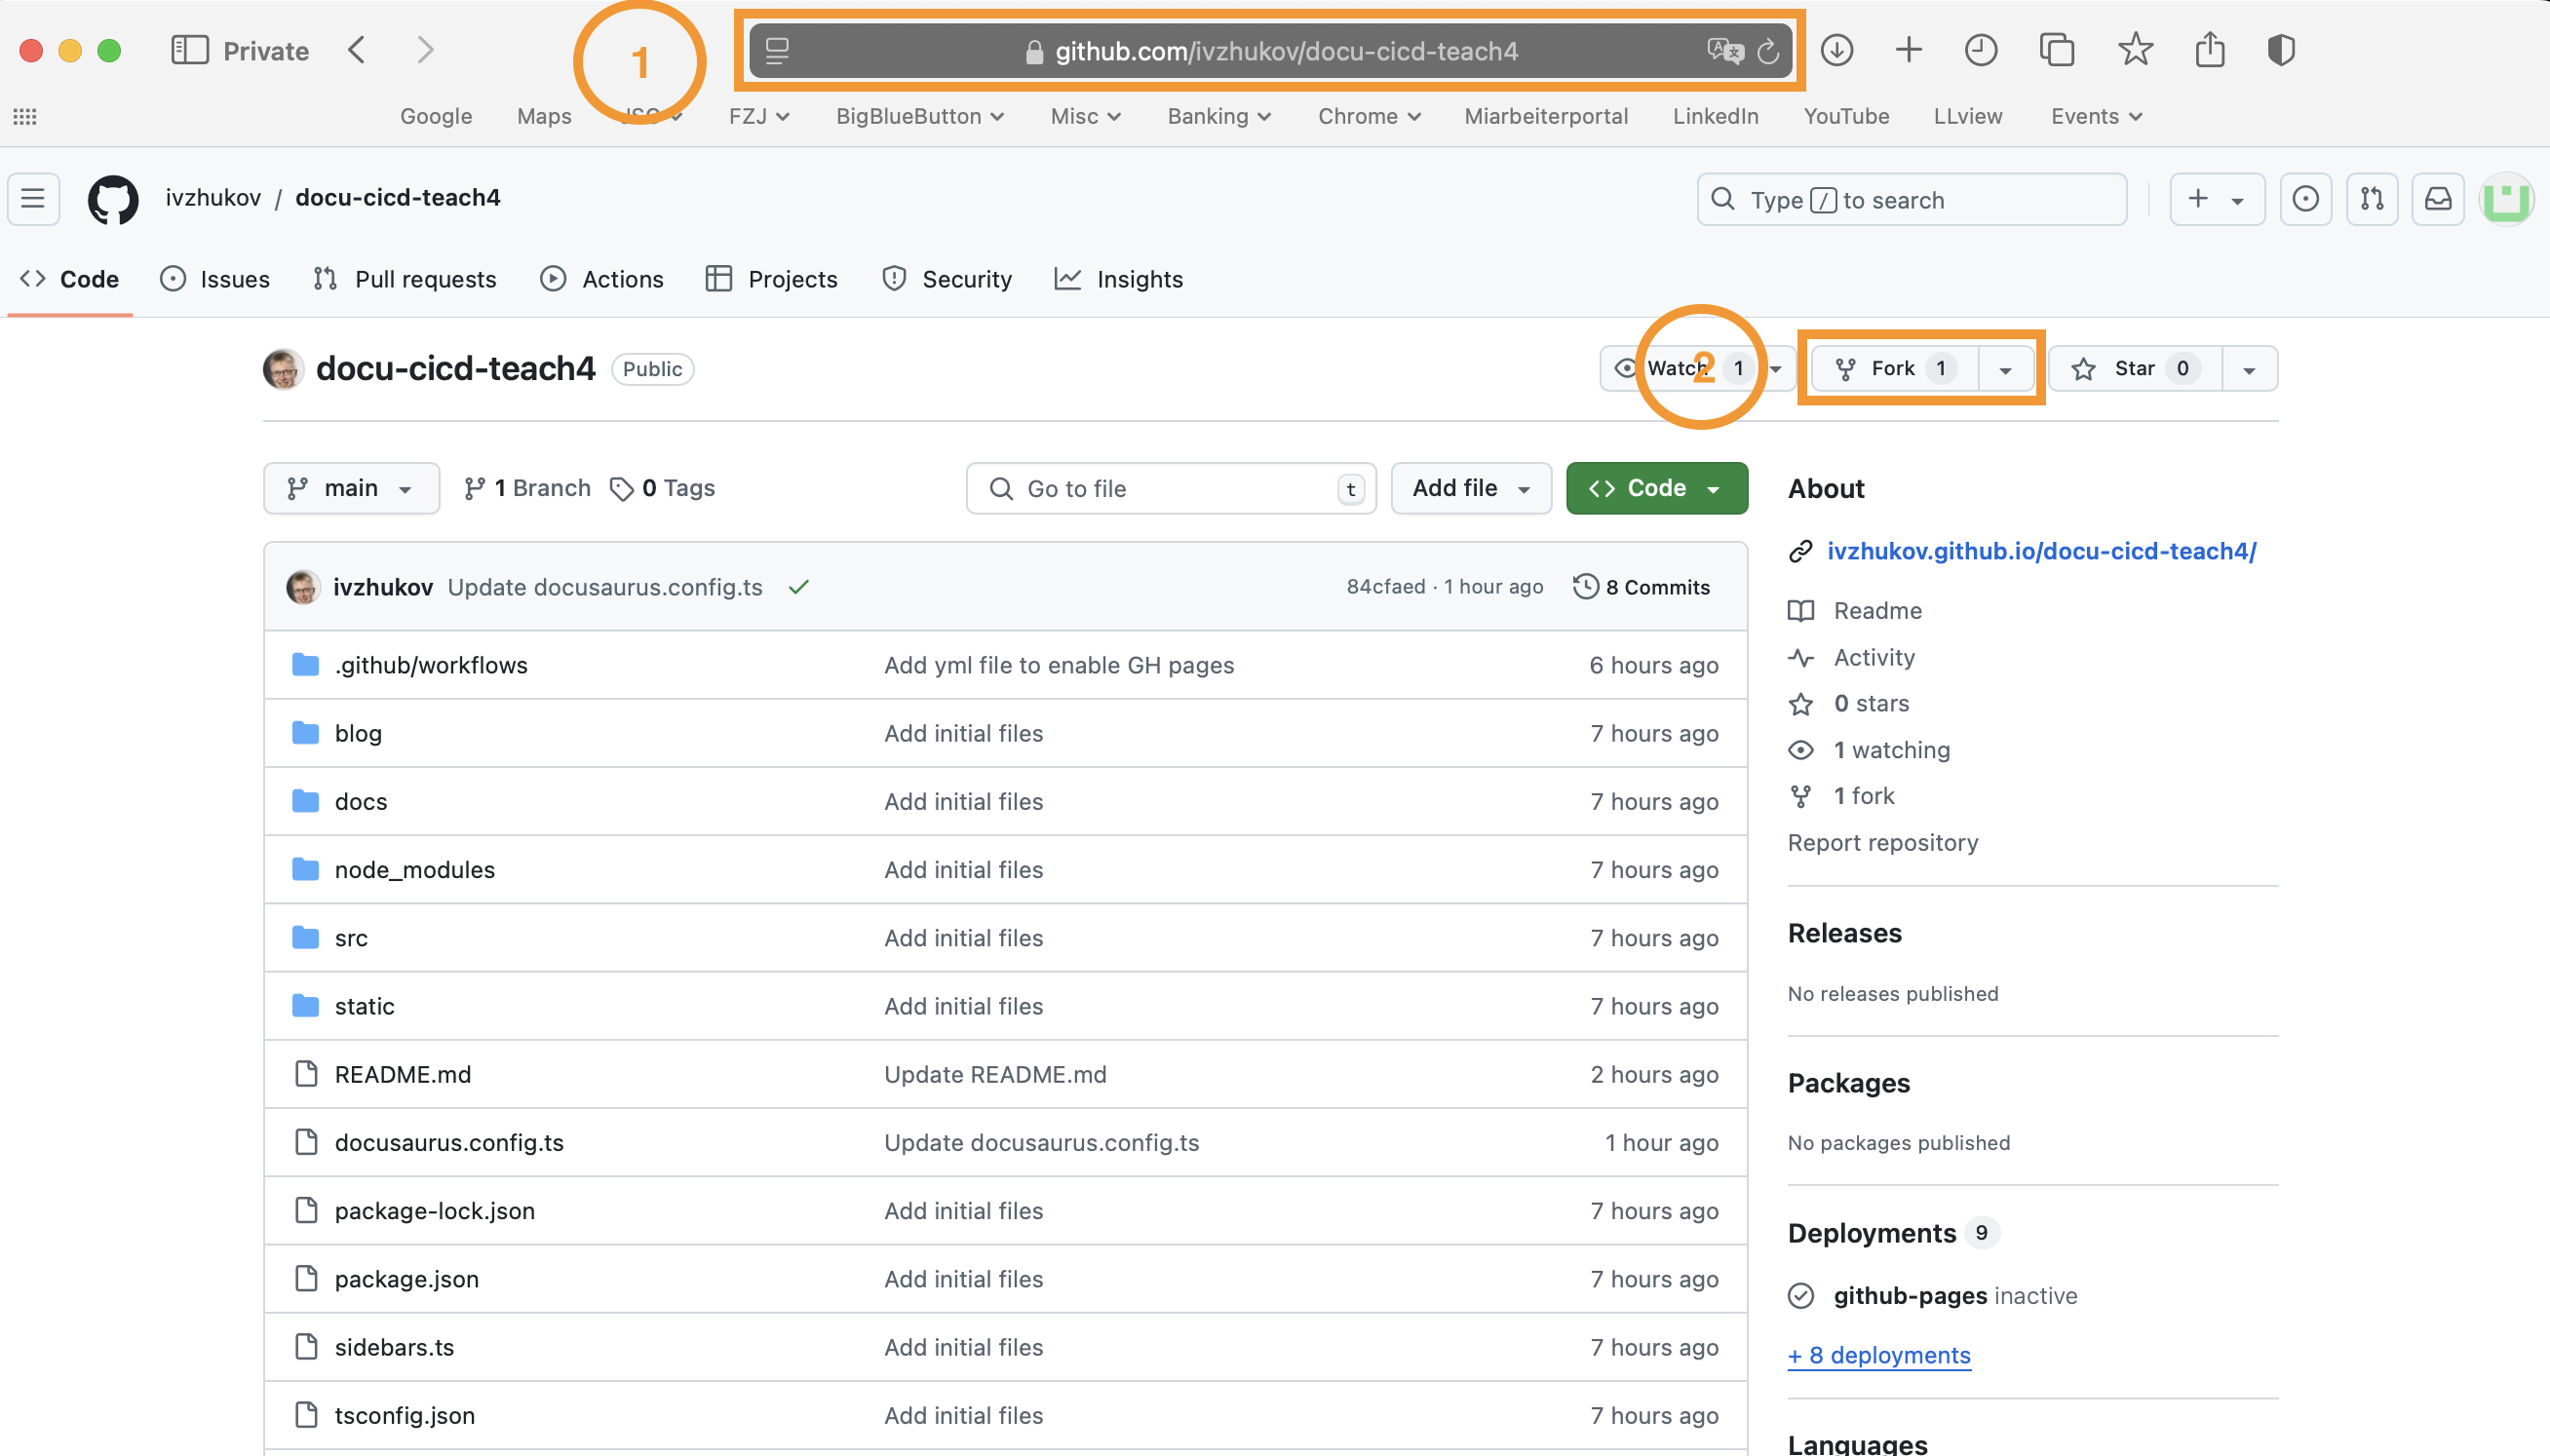 Private
1
github.com/ivzhukov/docu-cicd-teach4
Google Maps JSC FZJ BigBlueButton Misc Banking Chrome Miarbeiterportal LinkedIn YouTube LLview Events
ivzhukov / docu-cicd-teach4
Type / to search
Code Issues Pull requests Actions Projects Security Insights
docu-cicd-teach4 Public
Watch 1
2
Fork 1
Star 0
main 1 Branch 0 Tags
Go to file t
Add file
Code
ivzhukov Update docusaurus.config.ts 84cfaed · 1 hour ago 8 Commits
.github/workflows Add yml file to enable GH pages 6 hours ago
blog Add initial files 7 hours ago
docs Add initial files 7 hours ago
node_modules Add initial files 7 hours ago
src Add initial files 7 hours ago
static Add initial files 7 hours ago
README.md Update README.md 2 hours ago
docusaurus.config.ts Update docusaurus.config.ts 1 hour ago
package-lock.json Add initial files 7 hours ago
package.json Add initial files 7 hours ago
sidebars.ts Add initial files 7 hours ago
tsconfig.json Add initial files 7 hours ago
About
ivzhukov.github.io/docu-cicd-teach4/
Readme
Activity
0 stars
1 watching
1 fork
Report repository
Releases
No releases published
Packages
No packages published
Deployments 9
github-pages inactive
+ 8 deployments
Languages